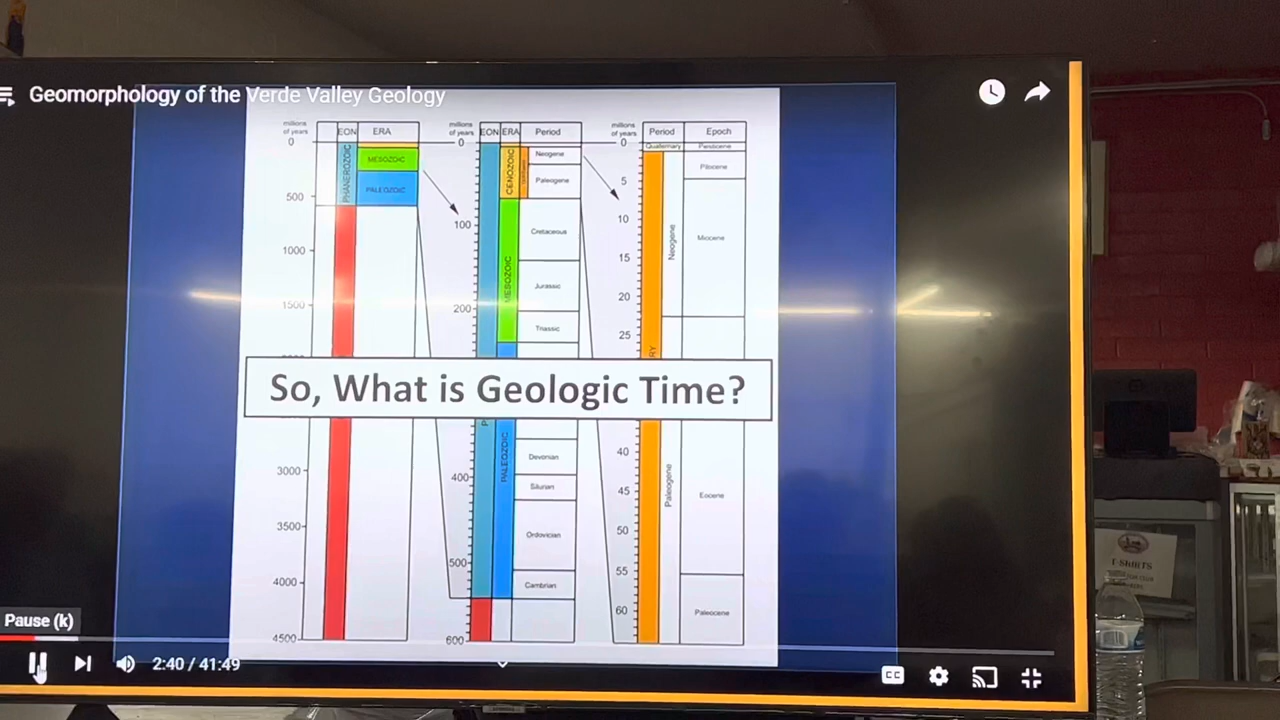 Geomorphology of the Verde Valley Geology
millions of years
EON
ERA
0
500
1000
1500
3000
3500
4000
4500
PHANEROZOIC
MESOZOIC
PALEOZOIC
millions of years
EON
ERA
Period
0
100
200
400
500
600
CENOZOIC
MESOZOIC
PALEOZOIC
Neogene
Paleogene
Cretaceous
Jurassic
Triassic
Devonian
Silurian
Ordovician
Cambrian
millions of years
Period
Epoch
0
5
10
15
20
25
40
45
50
55
60
Quaternary
RY
Neogene
Paleogene
Pliocene
Miocene
Eocene
Paleocene
So, What is Geologic Time?
Pause (k)
2:40 / 41:49
CC
T-SHIRTS